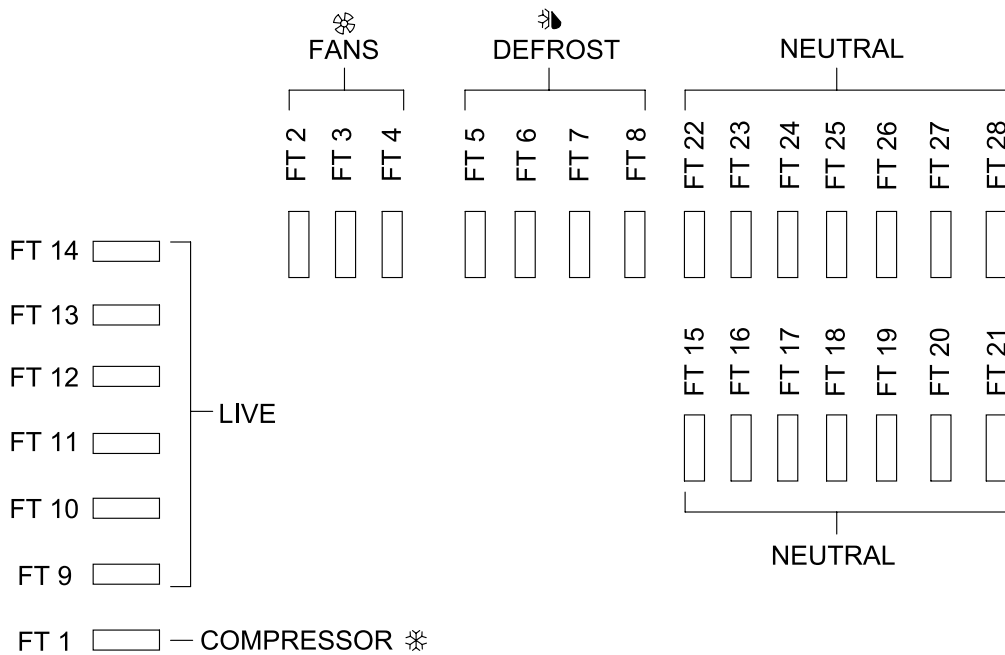 FANS
DEFROST
NEUTRAL
FT 2
FT 3
FT 4
FT 5
FT 6
FT 7
FT 8
FT 22
FT 23
FT 24
FT 25
FT 26
FT 27
FT 28
FT 14
FT 13
FT 12
FT 11
FT 10
FT 9
LIVE
FT 15
FT 16
FT 17
FT 18
FT 19
FT 20
FT 21
NEUTRAL
FT 1
COMPRESSOR